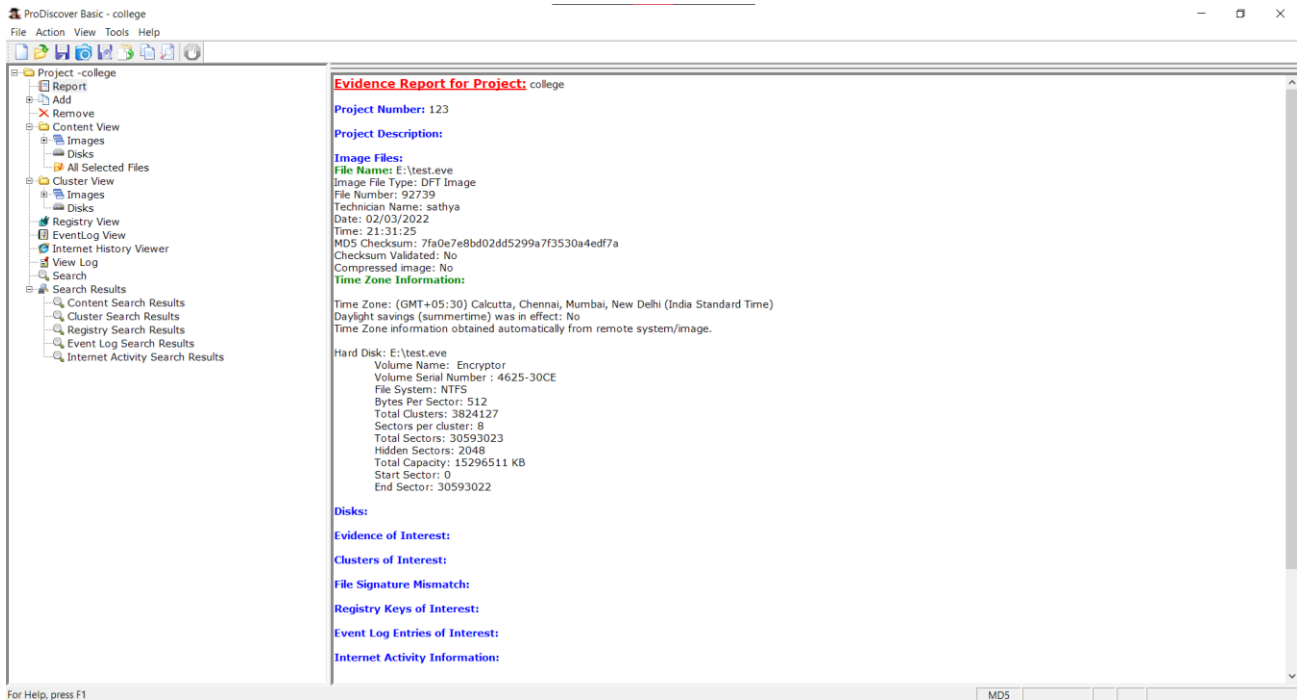 ProDiscover Basic - college
File Action View Tools Help
Project -college
Report
Add
Remove
Content View
Images
Disks
All Selected Files
Cluster View
Images
Disks
Registry View
EventLog View
Internet History Viewer
View Log
Search
Search Results
Content Search Results
Cluster Search Results
Registry Search Results
Event Log Search Results
Internet Activity Search Results
Evidence Report for Project: college
Project Number: 123
Project Description:
Image Files:
File Name: E:\test.eve
Image File Type: DFT Image
File Number: 92739
Technician Name: sathya
Date: 02/03/2022
Time: 21:31:25
MD5 Checksum: 7fa0e7e8bd02dd5299a7f3530a4edf7a
Checksum Validated: No
Compressed image: No
Time Zone Information:
Time Zone: (GMT+05:30) Calcutta, Chennai, Mumbai, New Delhi (India Standard Time)
Daylight savings (summertime) was in effect: No
Time Zone information obtained automatically from remote system/image.
Hard Disk: E:\test.eve
Volume Name: Encryptor
Volume Serial Number : 4625-30CE
File System: NTFS
Bytes Per Sector: 512
Total Clusters: 3824127
Sectors per cluster: 8
Total Sectors: 30593023
Hidden Sectors: 2048
Total Capacity: 15296511 KB
Start Sector: 0
End Sector: 30593022
Disks:
Evidence of Interest:
Clusters of Interest:
File Signature Mismatch:
Registry Keys of Interest:
Event Log Entries of Interest:
Internet Activity Information:
For Help, press F1
MD5